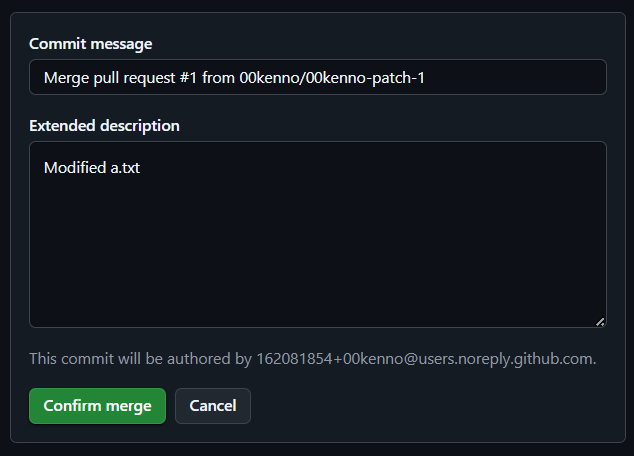 Commit message
Merge pull request #1 from 00kenno/00kenno-patch-1
Extended description
Modified a.txt
This commit will be authored by 162081854+00kenno@users.noreply.github.com.
Confirm merge
Cancel